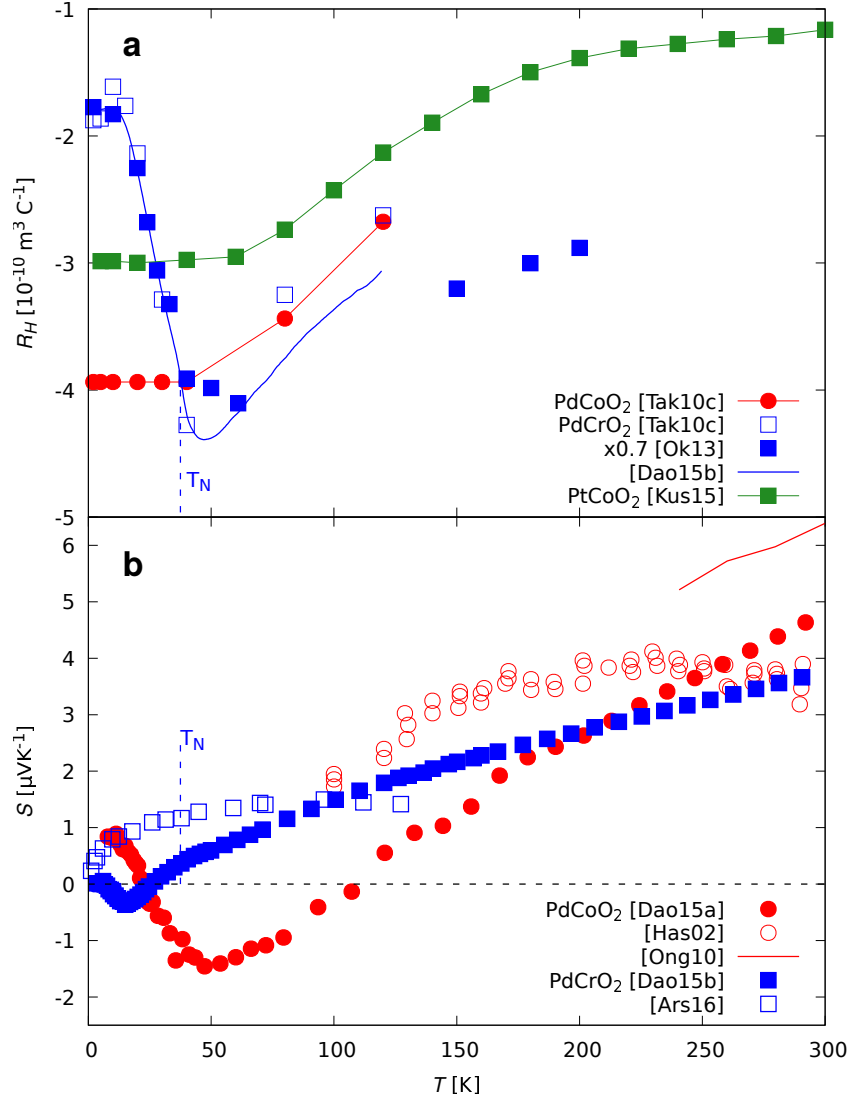 a
-1
-2
-3
-4
-5
R_H [10^-10 m^3 C^-1]
T_N
PdCoO₂ [Tak10c]
PdCrO₂ [Tak10c]
x0.7 [Ok13]
[Dao15b]
PtCoO₂ [Kus15]
b
6
5
4
3
2
1
0
-1
-2
S [μVK^-1]
T_N
PdCoO₂ [Dao15a]
[Has02]
[Ong10]
PdCrO₂ [Dao15b]
[Ars16]
0 50 100 150 200 250 300
T [K]